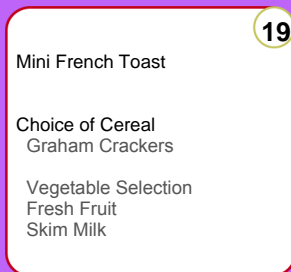 19
Mini French Toast
Choice of Cereal
Graham Crackers
Vegetable Selection
Fresh Fruit
Skim Milk